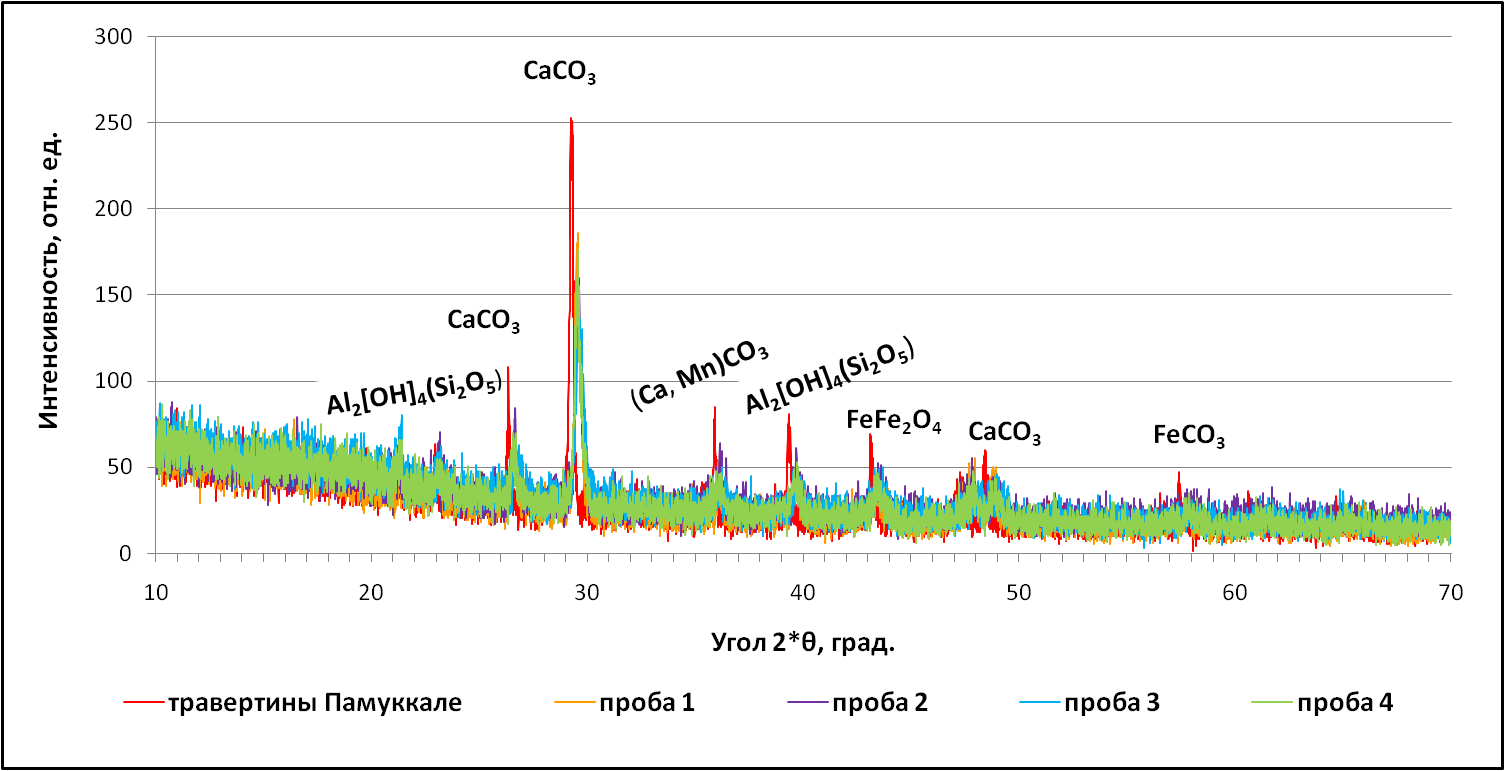 300
CaCO₃
250
200
150
CaCO₃
100
Al₂[OH]₄(Si₂O₅)
(Ca, Mn)CO₃
Al₂[OH]₄(Si₂O₅)
FeFe₂O₄
CaCO₃
FeCO₃
50
0
Интенсивность, отн. ед.
10 20 30 40 50 60 70
Угол 2*θ, град.
травертины Памуккале проба 1 проба 2 проба 3 проба 4